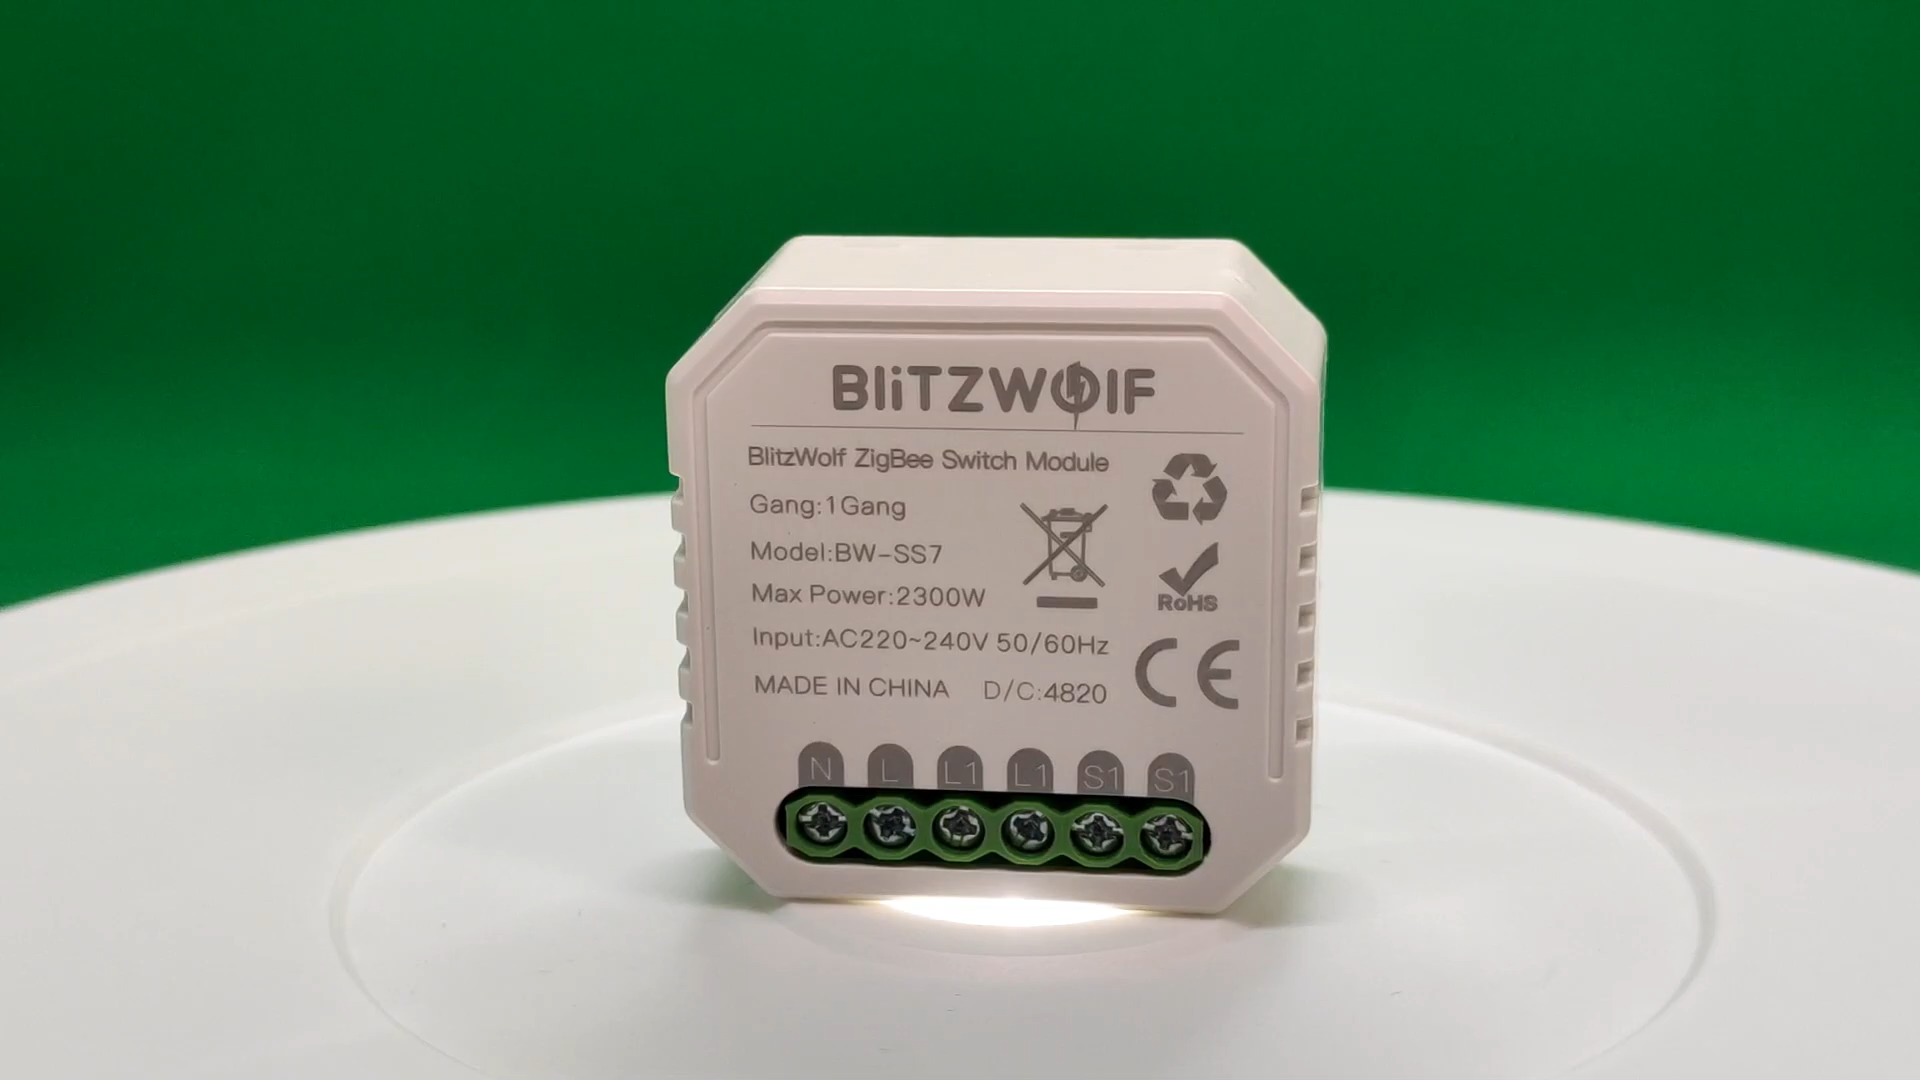 BLiTZWOlF
BlitzWolf ZigBee Switch Module
Gang:1Gang
Model:BW-SS7
Max Power:2300W
RoHS
Input:AC220~240V 50/60Hz
CE
MADE IN CHINA D/C:4820
N L L1 L1 S1 S1